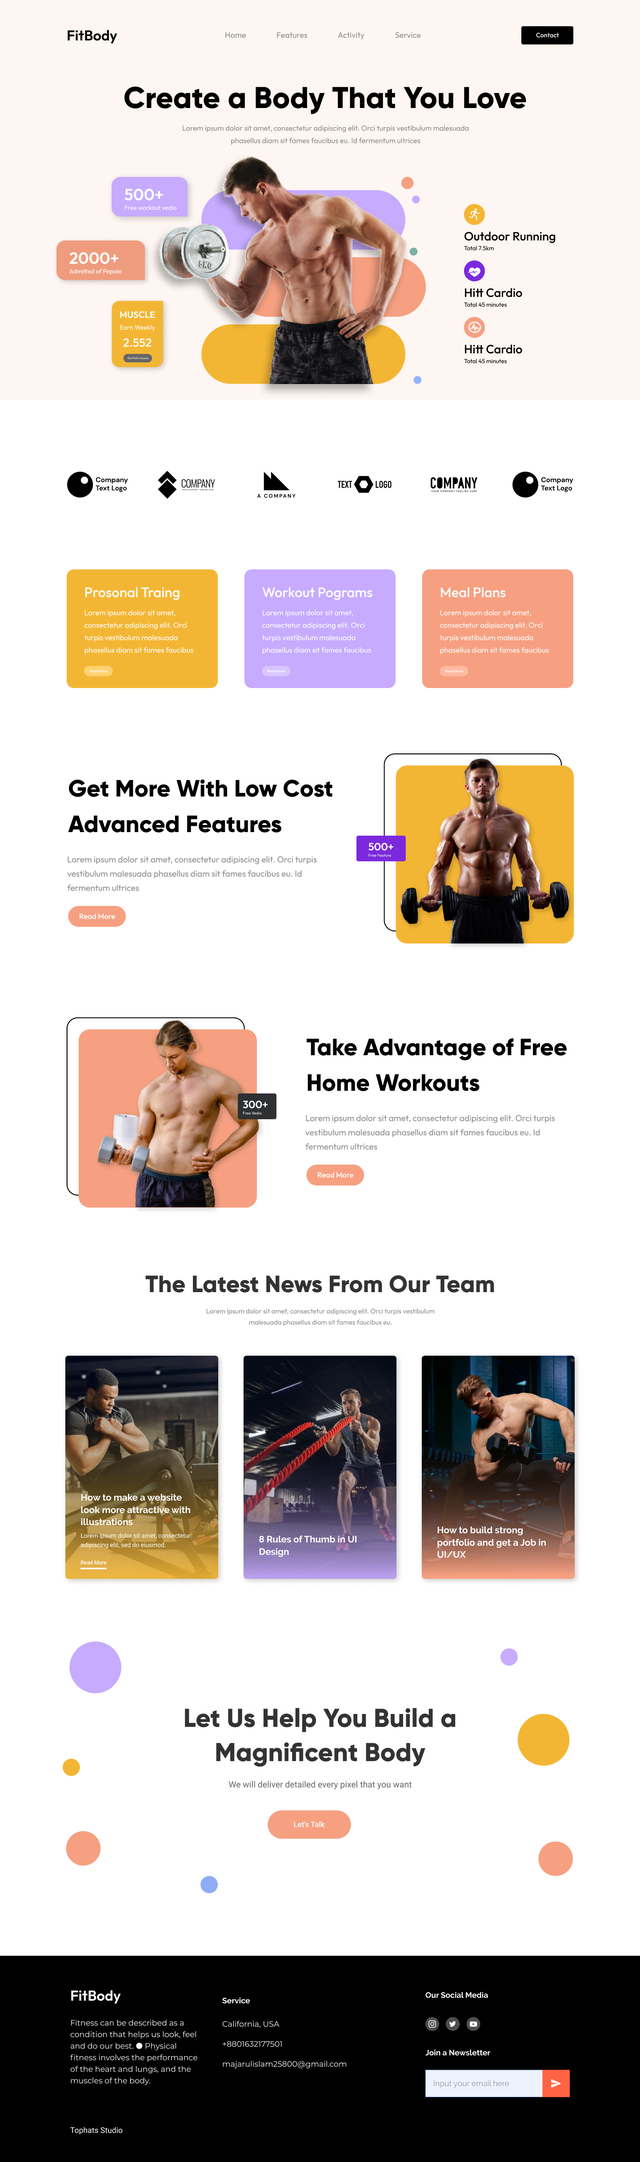 FitBody
Home
Features
Activity
Service
Contact
Create a Body That You Love
Lorem ipsum dolor sit amet, consectetur adipiscing elit. Orci turpis vestibulum malesuada
phasellus diam sit fames faucibus eu. Id fermentum ultrices
500+
Free workout vedio
2000+
Admitted of Pepole
MUSCLE
Earn Weekly
2.552
Outdoor Running
Total 7.5km
Hitt Cardio
Total 45 minutes
Hitt Cardio
Total 45 minutes
Company
Text Logo
COMPANY
A COMPANY
TEXT LOGO
COMPANY
YOUR COMPANY TAGLINE HERE
Company
Text Logo
Prosonal Traing
Lorem ipsum dolor sit amet,
consectetur adipiscing elit. Orci
turpis vestibulum malesuada
phasellus diam sit fames faucibus
Read More
Workout Pograms
Lorem ipsum dolor sit amet,
consectetur adipiscing elit. Orci
turpis vestibulum malesuada
phasellus diam sit fames faucibus
Read More
Meal Plans
Lorem ipsum dolor sit amet,
consectetur adipiscing elit. Orci
turpis vestibulum malesuada
phasellus diam sit fames faucibus
Read More
Get More With Low Cost
Advanced Features
Lorem ipsum dolor sit amet, consectetur adipiscing elit. Orci turpis
vestibulum malesuada phasellus diam sit fames faucibus eu. Id
fermentum ultrices
Read More
500+
Free Feature
300+
Free Vedio
Take Advantage of Free
Home Workouts
Lorem ipsum dolor sit amet, consectetur adipiscing elit. Orci turpis
vestibulum malesuada phasellus diam sit fames faucibus eu. Id
fermentum ultrices
Read More
The Latest News From Our Team
Lorem ipsum dolor sit amet, consectetur adipiscing elit. Orci turpis vestibulum
malesuada phasellus diam sit fames faucibus eu.
How to make a website
look more attractive with
illustrations
Lorem ipsum dolor sit amet, consectetur
adipiscing elit, sed do eiusmod.
Read More
8 Rules of Thumb in UI
Design
How to build strong
portfolio and get a Job in
UI/UX
Let Us Help You Build a
Magnificent Body
We will deliver detailed every pixel that you want
Let's Talk
FitBody
Fitness can be described as a
condition that helps us look, feel
and do our best. ● Physical
fitness involves the performance
of the heart and lungs, and the
muscles of the body.
Tophats Studio
Service
California, USA
+8801632177501
majarulislam25800@gmail.com
Our Social Media
Join a Newsletter
Input your email here